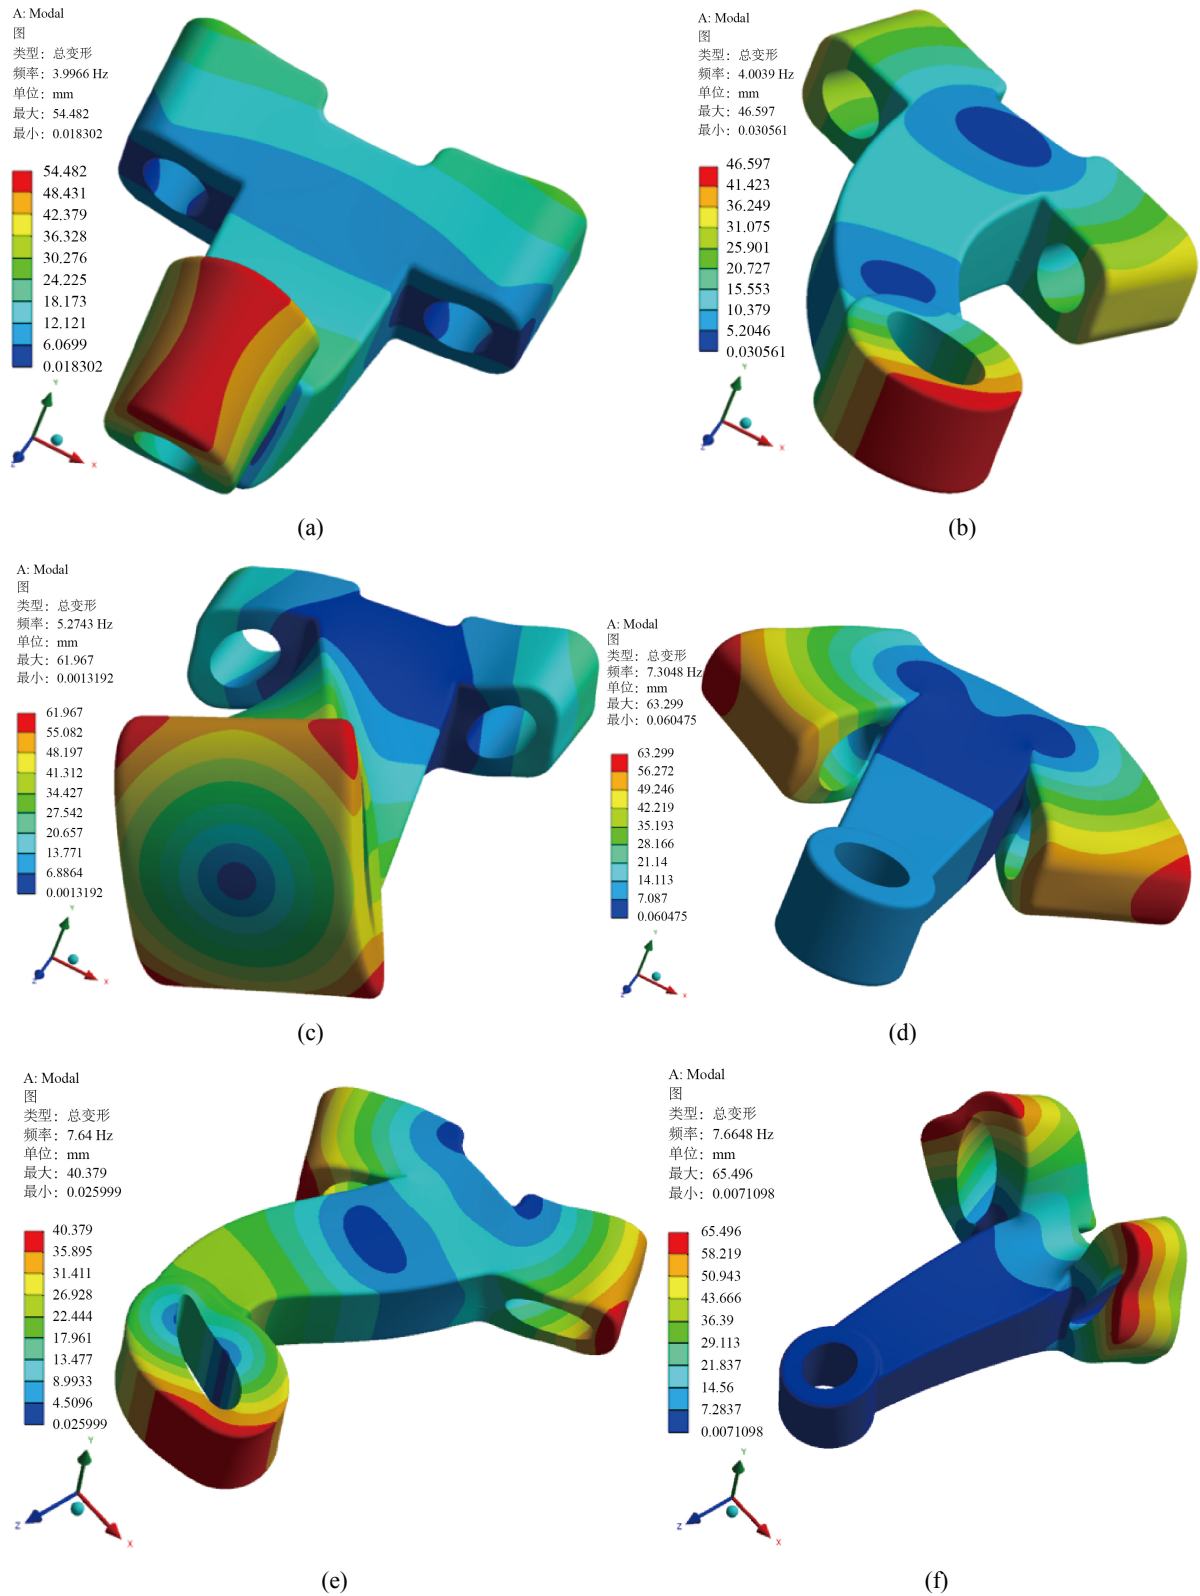 A: Modal
图
类型: 总变形
频率: 3.9966 Hz
单位: mm
最大: 54.482
最小: 0.018302
54.482
48.431
42.379
36.328
30.276
24.225
18.173
12.121
6.0699
0.018302
Y
Z
X
(a)
A: Modal
图
类型: 总变形
频率: 4.0039 Hz
单位: mm
最大: 46.597
最小: 0.030561
46.597
41.423
36.249
31.075
25.901
20.727
15.553
10.379
5.2046
0.030561
Y
Z
X
(b)
A: Modal
图
类型: 总变形
频率: 5.2743 Hz
单位: mm
最大: 61.967
最小: 0.0013192
61.967
55.082
48.197
41.312
34.427
27.542
20.657
13.771
6.8864
0.0013192
Y
Z
X
(c)
A: Modal
图
类型: 总变形
频率: 7.3048 Hz
单位: mm
最大: 63.299
最小: 0.060475
63.299
56.272
49.246
42.219
35.193
28.166
21.14
14.113
7.087
0.060475
Y
Z
X
(d)
A: Modal
图
类型: 总变形
频率: 7.64 Hz
单位: mm
最大: 40.379
最小: 0.025999
40.379
35.895
31.411
26.928
22.444
17.961
13.477
8.9933
4.5096
0.025999
Y
Z
X
(e)
A: Modal
图
类型: 总变形
频率: 7.6648 Hz
单位: mm
最大: 65.496
最小: 0.0071098
65.496
58.219
50.943
43.666
36.39
29.113
21.837
14.56
7.2837
0.0071098
Y
Z
X
(f)